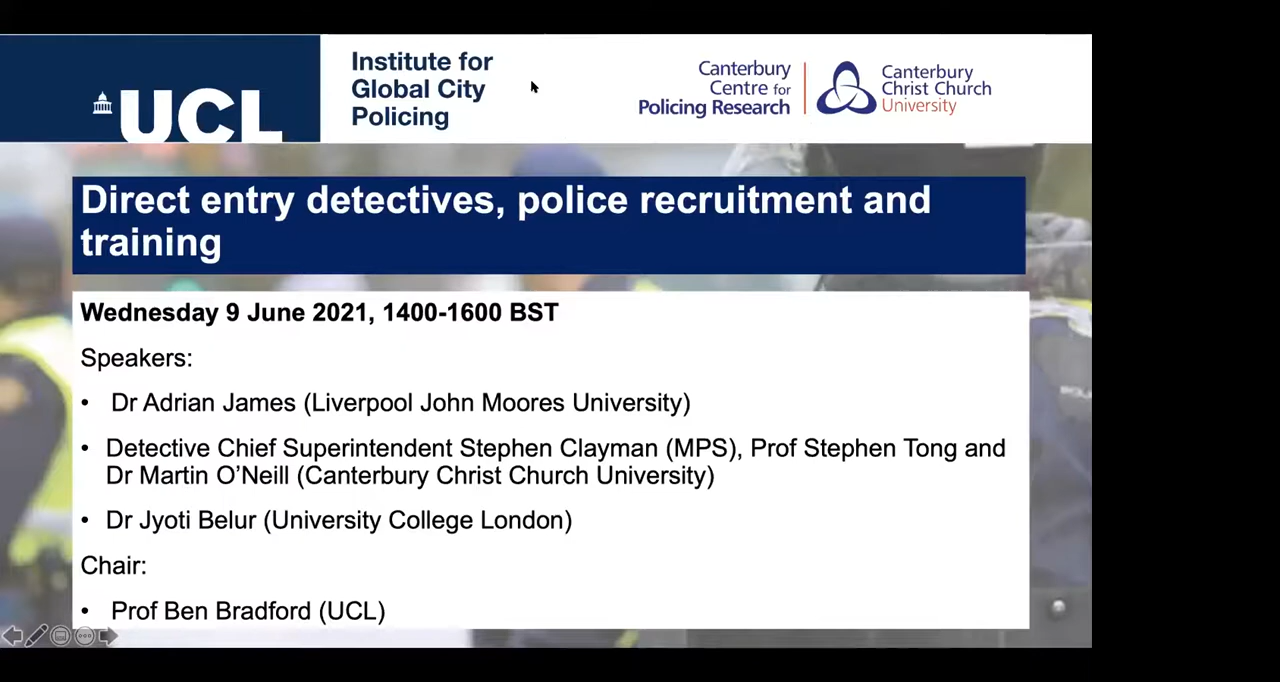 UCL
Institute for
Global City
Policing
Canterbury
Centre for
Policing Research
Canterbury
Christ Church
University
Direct entry detectives, police recruitment and
training
Wednesday 9 June 2021, 1400-1600 BST
Speakers:
• Dr Adrian James (Liverpool John Moores University)
• Detective Chief Superintendent Stephen Clayman (MPS), Prof Stephen Tong and
Dr Martin O’Neill (Canterbury Christ Church University)
• Dr Jyoti Belur (University College London)
Chair:
• Prof Ben Bradford (UCL)